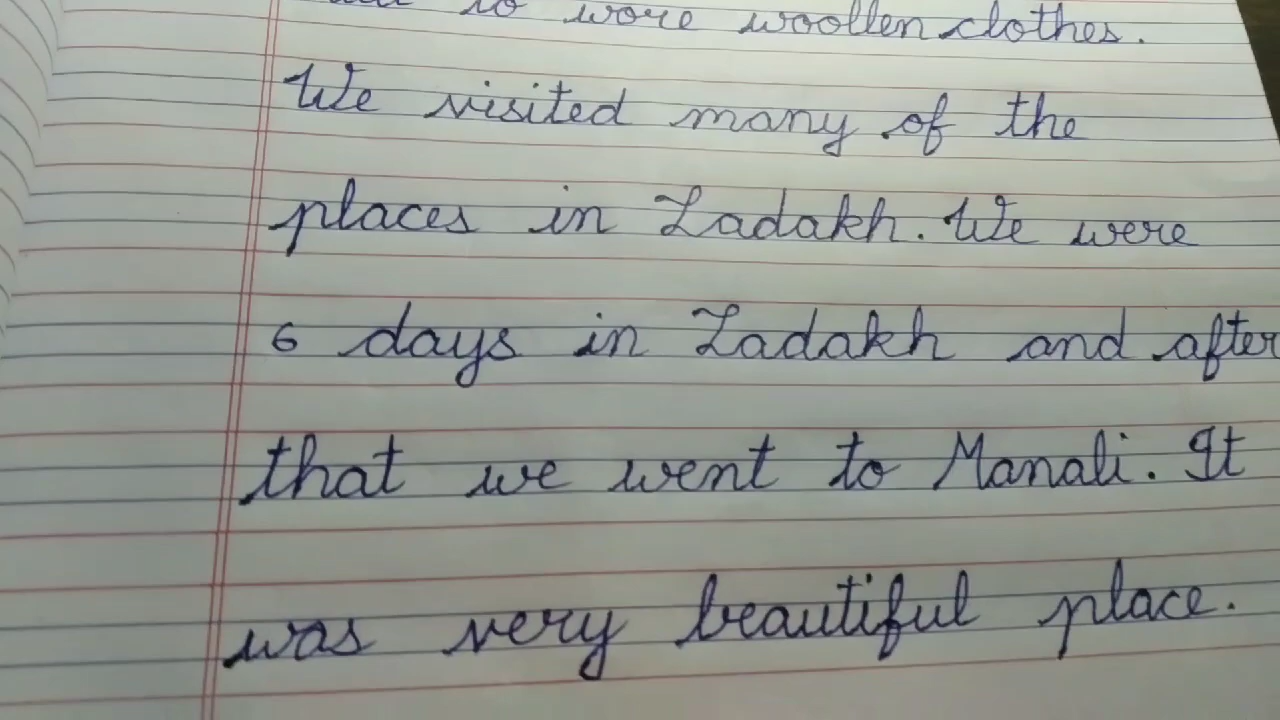 to wore woollen clothes.
We visited many of the
places in Ladakh. We were
6 days in Ladakh and after
that we went to Manali. It
was very beautiful place.